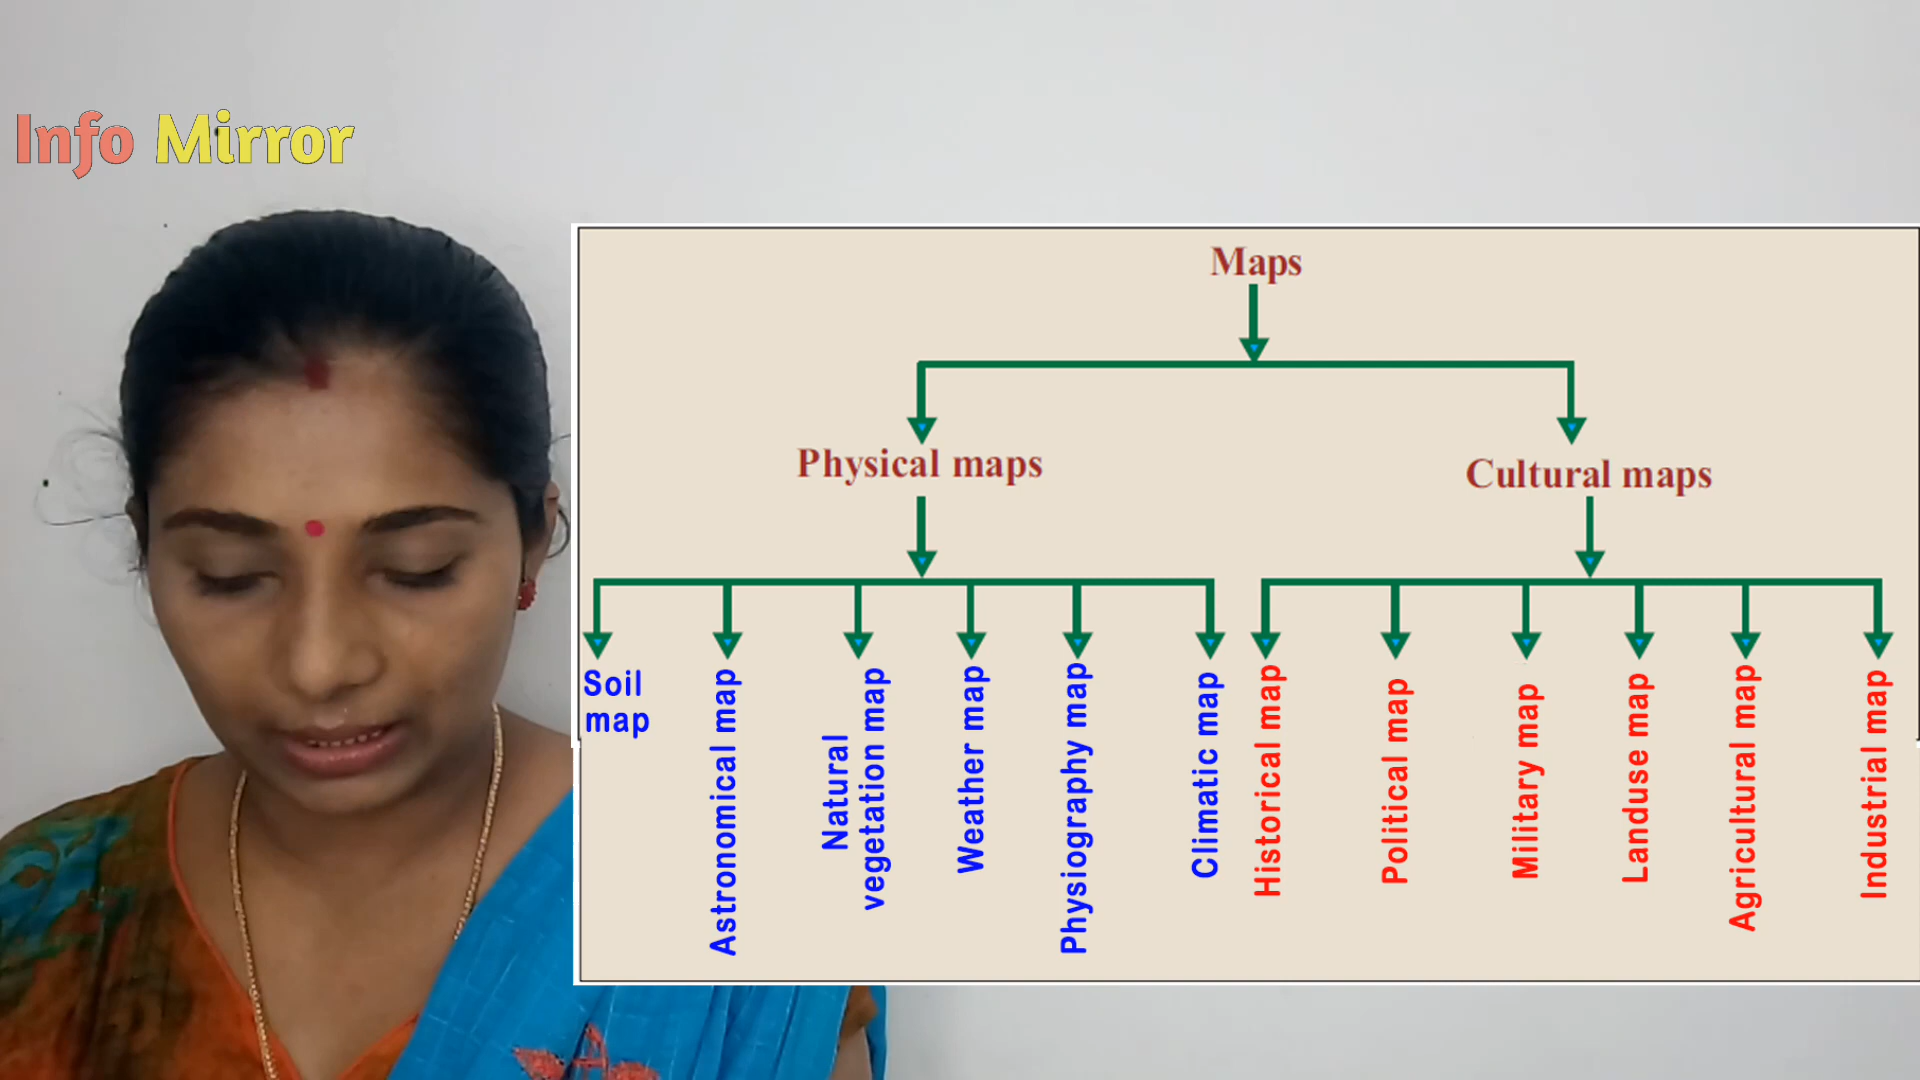 Info Mirror
Maps
Physical maps
Cultural maps
Soil
map
Astronomical map
Natural
vegetation map
Weather map
Physiography map
Climatic map
Historical map
Political map
Military map
Landuse map
Agricultural map
Industrial map